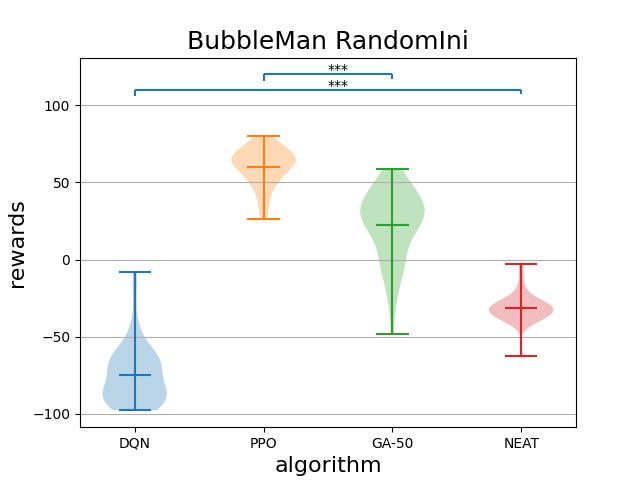 BubbleMan RandomIni
***
***
100
50
0
−50
−100
rewards
DQN
PPO
GA-50
NEAT
algorithm